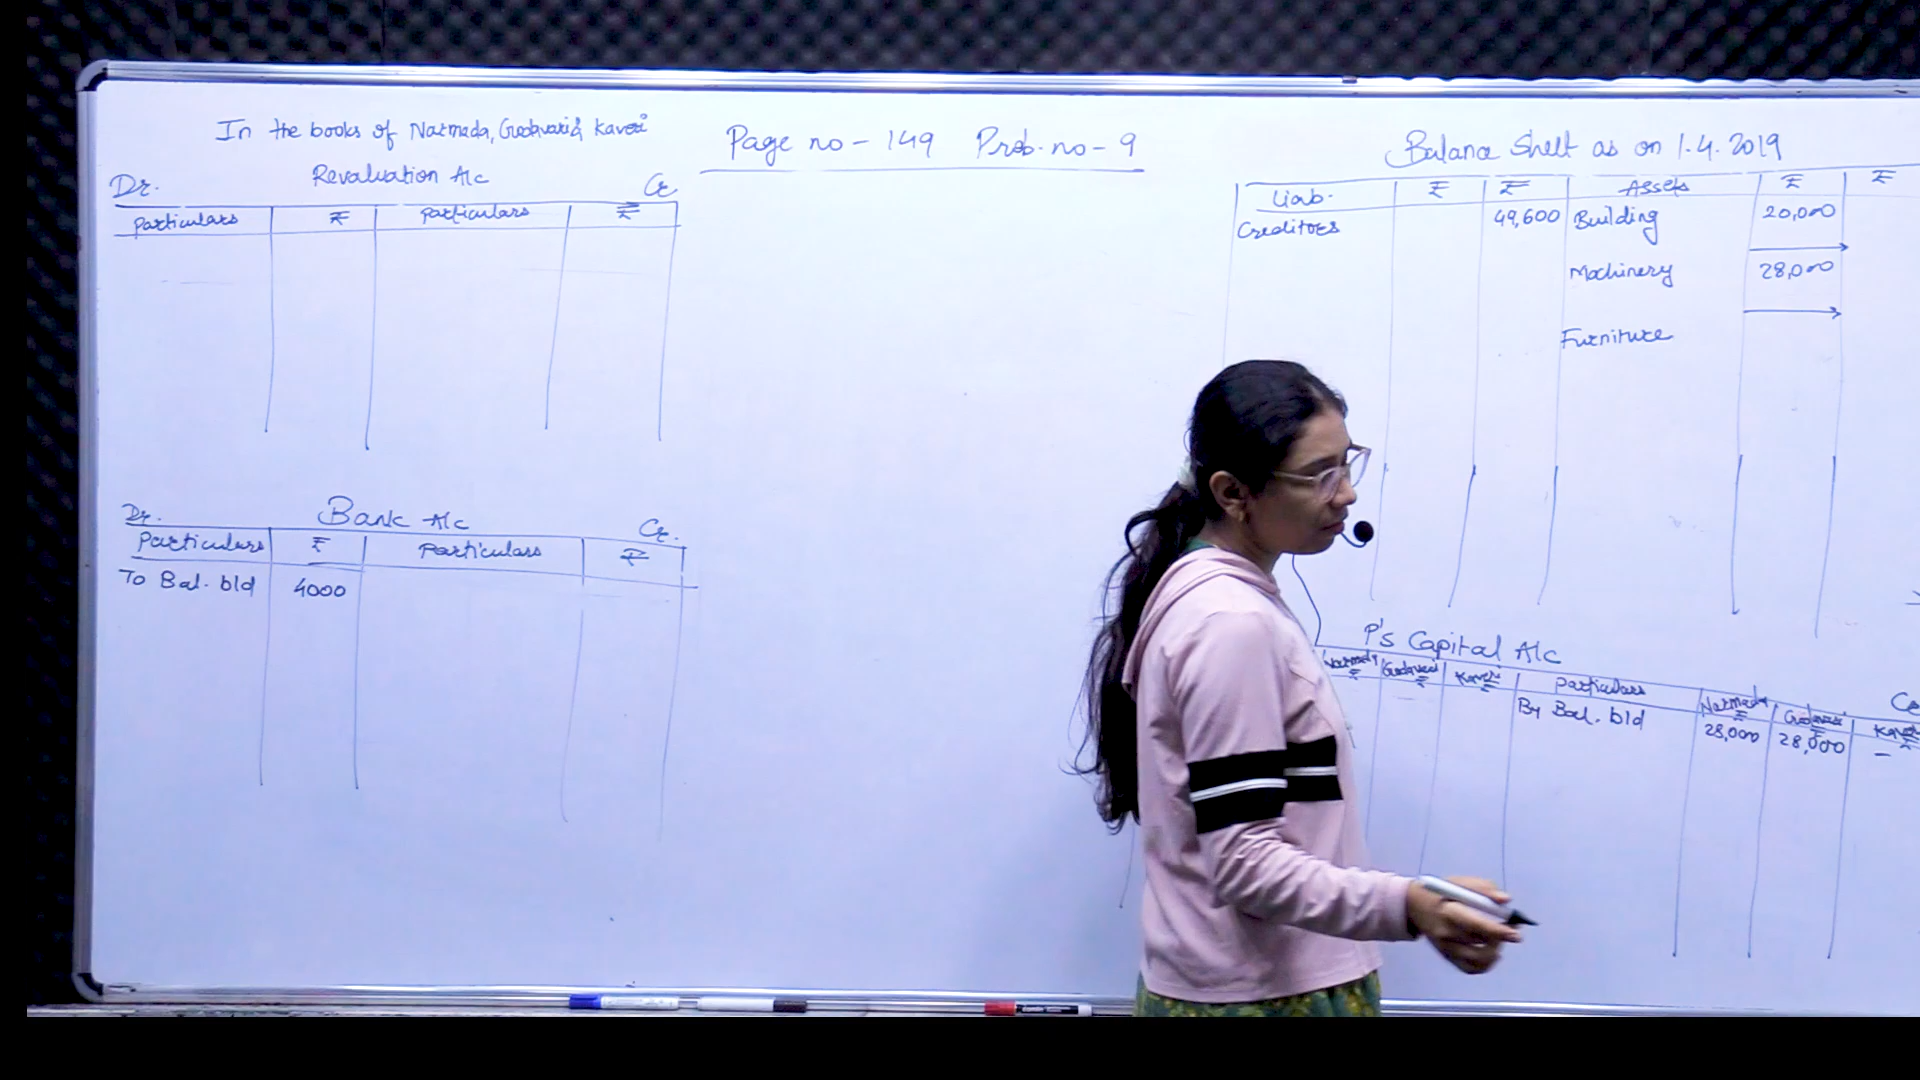 In the books of Narmada, Godavari & Kaveri
Revaluation A/c
Dr. Cr
Particulars ₹ Particulars ₹
Page no - 149 Prob. no - 9
Balance Sheet as on 1.4.2019
Liab. ₹ ₹ Assets ₹ ₹
Creditors 49,600 Building 20,000
Machinery 28,000
Furniture
Dr. Bank A/c Cr.
Particulars ₹ Particulars ₹
To Bal. b/d 4000
P's Capital A/c
Narmada Godavari Kaveri Particulars Narmada Godavari Kaveri
₹ ₹ ₹ ₹ ₹ ₹
By Bal. b/d 28,000 28,000 –